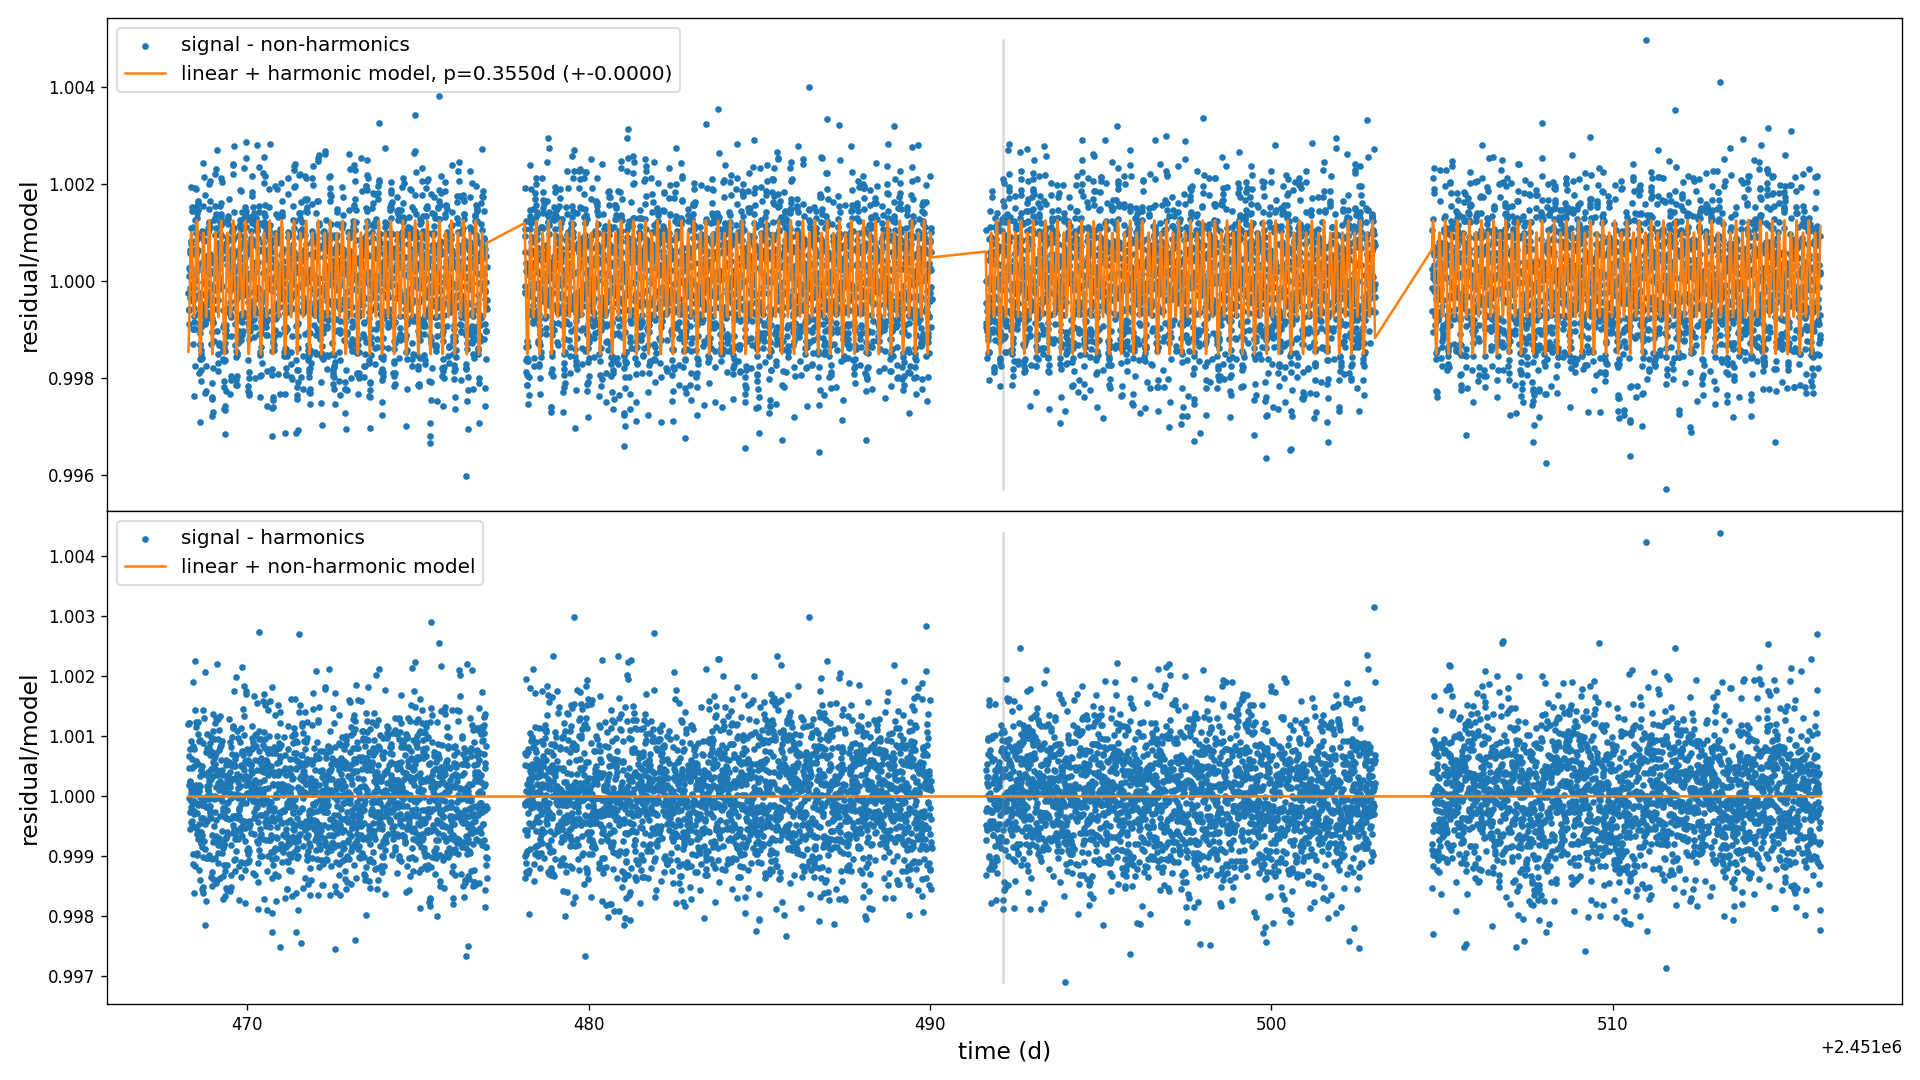 signal - non-harmonics
linear + harmonic model, p=0.3550d (+-0.0000)
1.004
1.002
1.000
0.998
0.996
residual/model
signal - harmonics
linear + non-harmonic model
1.004
1.003
1.002
1.001
1.000
0.999
0.998
0.997
residual/model
470 480 490 500 510
time (d)
+2.451e6